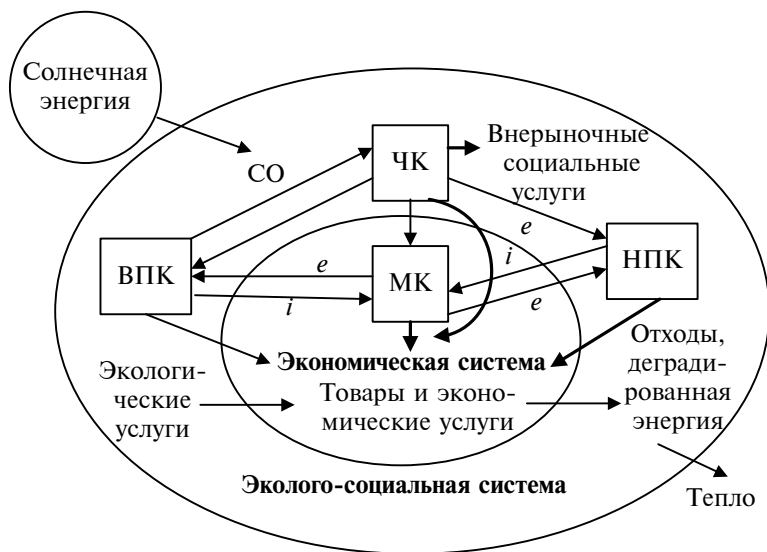 Солнечная
энергия
СО
ЧК
Внерыночные
социальные
услуги
e
ВПК
e
МК
i
НПК
i
e
Экономическая система
Отходы,
дегради-
рованная
энергия
Экологи-
ческие
услуги
Товары и эконо-
мические услуги
Эколого-социальная система
Тепло